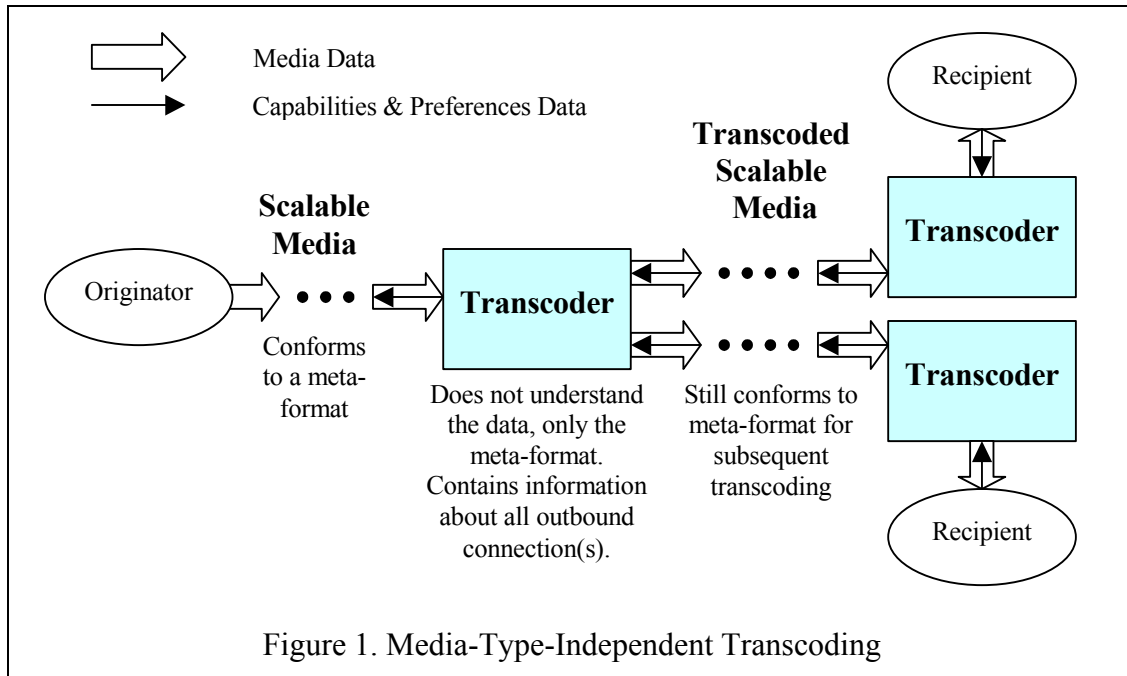 Media Data
Capabilities & Preferences Data
Recipient
Transcoded
Scalable
Media
Scalable
Media
Originator
Transcoder
Transcoder
Conforms
to a meta-
format
Does not understand
the data, only the
meta-format.
Contains information
about all outbound
connection(s).
Still conforms to
meta-format for
subsequent
transcoding
Transcoder
Recipient
Figure 1. Media-Type-Independent Transcoding